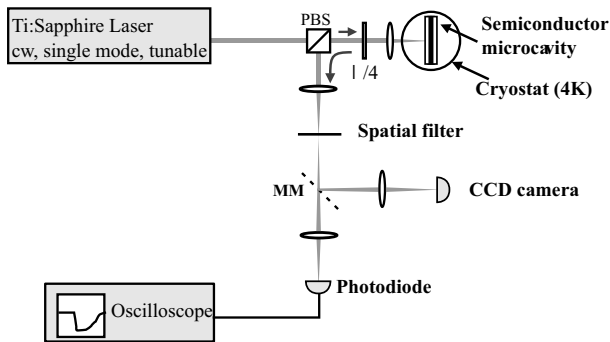 Ti:Sapphire Laser
cw, single mode, tunable
PBS
l /4
Semiconductor
microcavity
Cryostat (4K)
Spatial filter
MM
CCD camera
Photodiode
Oscilloscope